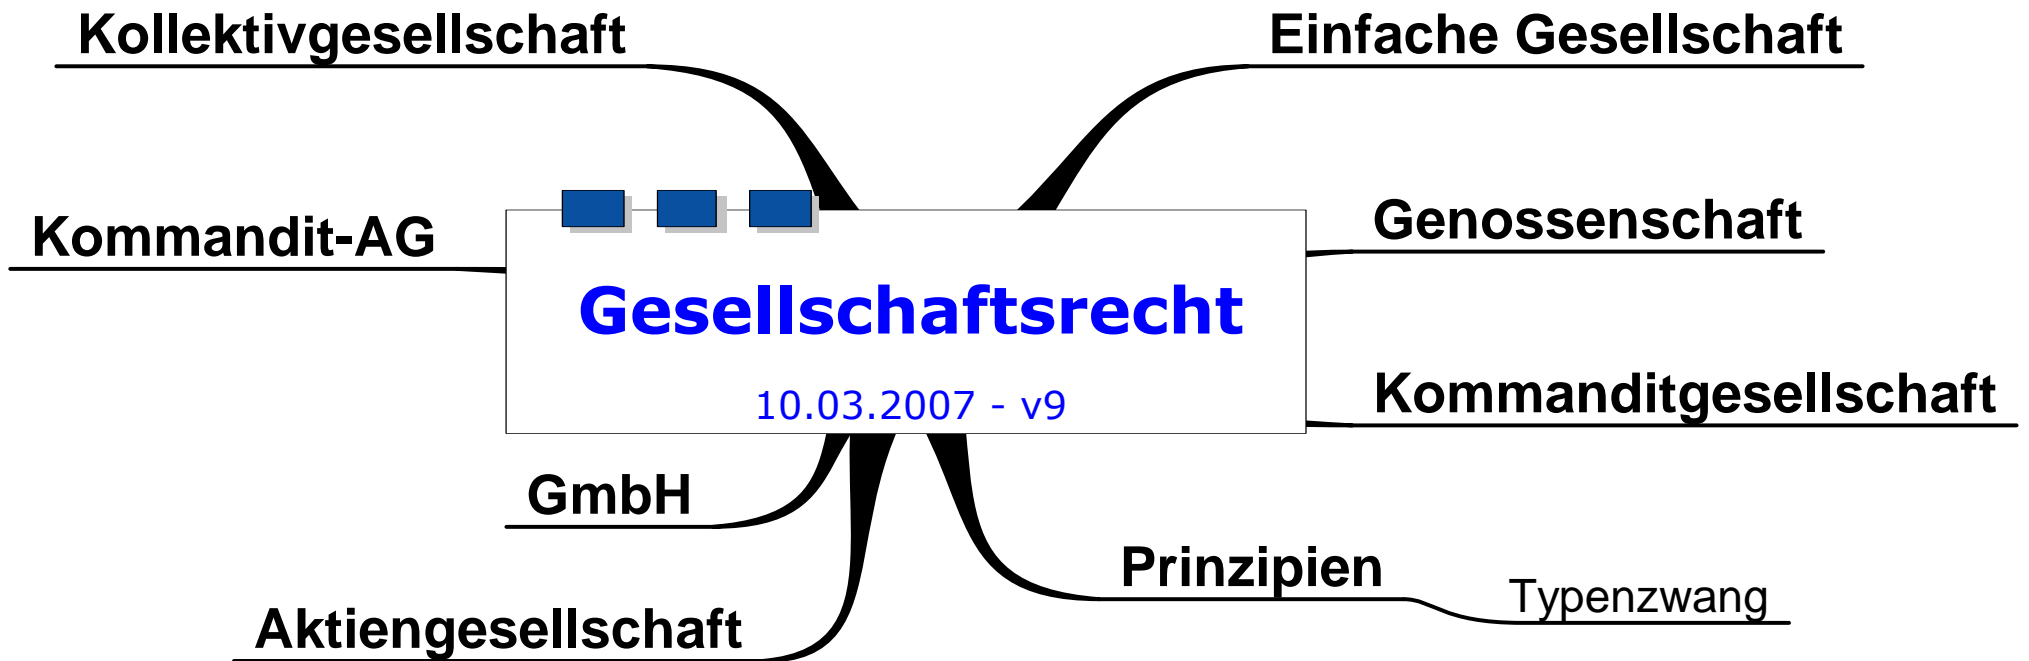 Kollektivgesellschaft
Einfache Gesellschaft
Kommandit-AG
Genossenschaft
Gesellschaftsrecht
10.03.2007 - v9
Kommanditgesellschaft
GmbH
Prinzipien
Typenzwang
Aktiengesellschaft